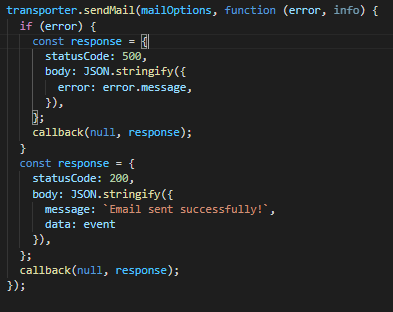 transporter.sendMail(mailOptions, function (error, info) {
  if (error) {
    const response = {
      statusCode: 500,
      body: JSON.stringify({
        error: error.message,
      }),
    };
    callback(null, response);
  }
  const response = {
    statusCode: 200,
    body: JSON.stringify({
      message: `Email sent successfully!`,
      data: event
    }),
  };
  callback(null, response);
});